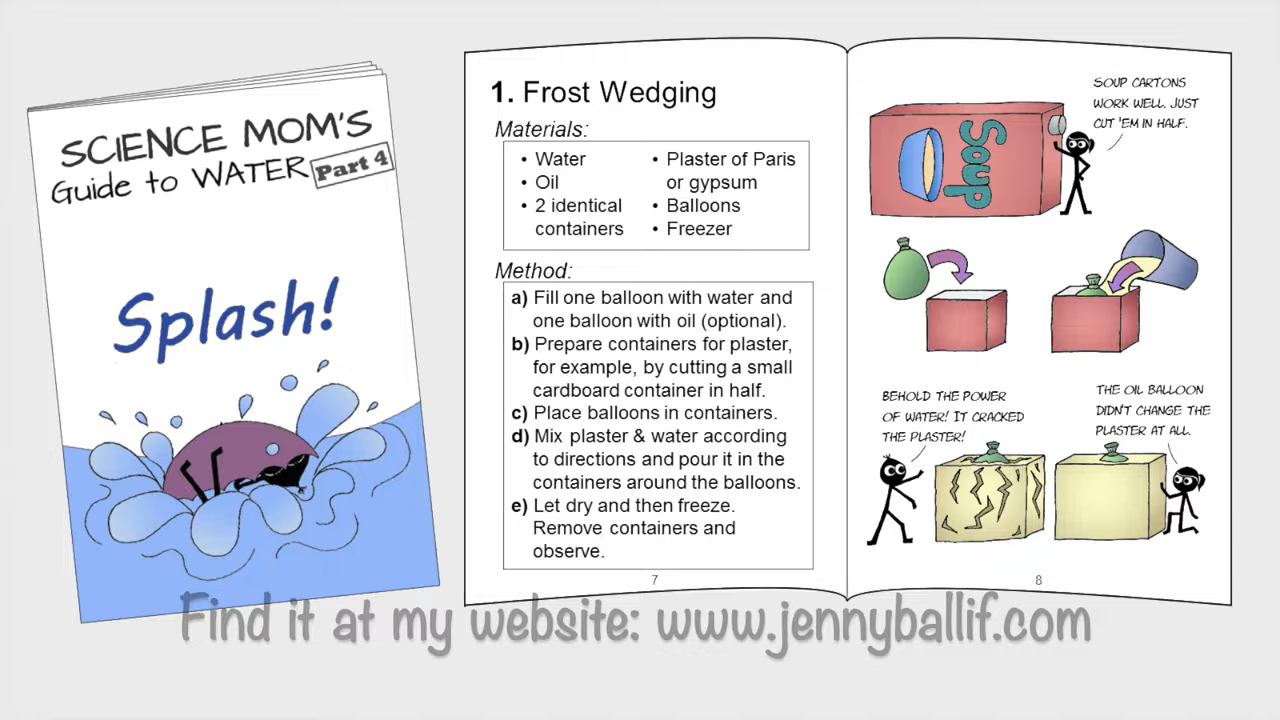 SCIENCE MOM'S
Guide to WATER Part 4
Splash!
1. Frost Wedging
Materials:
• Water
• Oil
• 2 identical
containers
• Plaster of Paris
or gypsum
• Balloons
• Freezer
Method:
a) Fill one balloon with water and
one balloon with oil (optional).
b) Prepare containers for plaster,
for example, by cutting a small
cardboard container in half.
c) Place balloons in containers.
d) Mix plaster & water according
to directions and pour it in the
containers around the balloons.
e) Let dry and then freeze.
Remove containers and
observe.
7
SOUP CARTONS
WORK WELL. JUST
CUT 'EM IN HALF.
Soup
BEHOLD THE POWER
OF WATER! IT CRACKED
THE PLASTER!
THE OIL BALLOON
DIDN'T CHANGE THE
PLASTER AT ALL.
8
Find it at my website: www.jennyballif.com